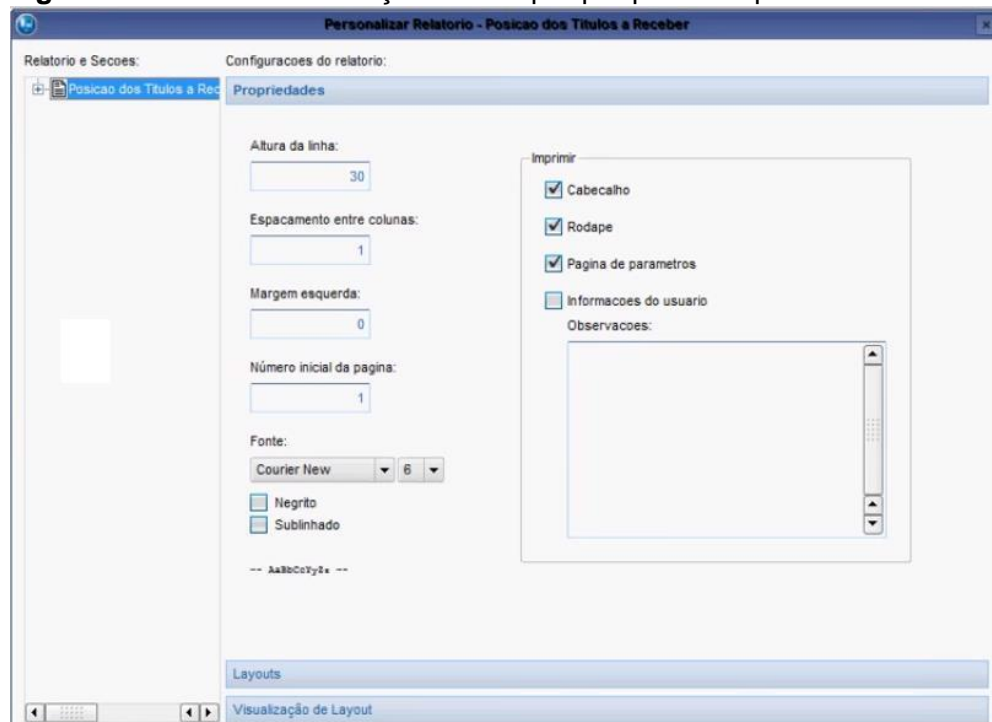 Personalizar Relatorio - Posicao dos Titulos a Receber
Relatorio e Secoes:
Posicao dos Titulos a Rec
Configuracoes do relatorio:
Propriedades
Altura da linha:
30
Espacamento entre colunas:
1
Margem esquerda:
0
Número inicial da pagina:
1
Fonte:
Courier New 6
Negrito
Sublinhado
-- AaBbCcYyZz --
Imprimir
Cabecalho
Rodape
Pagina de parametros
Informacoes do usuario
Observacoes:
Layouts
Visualização de Layout